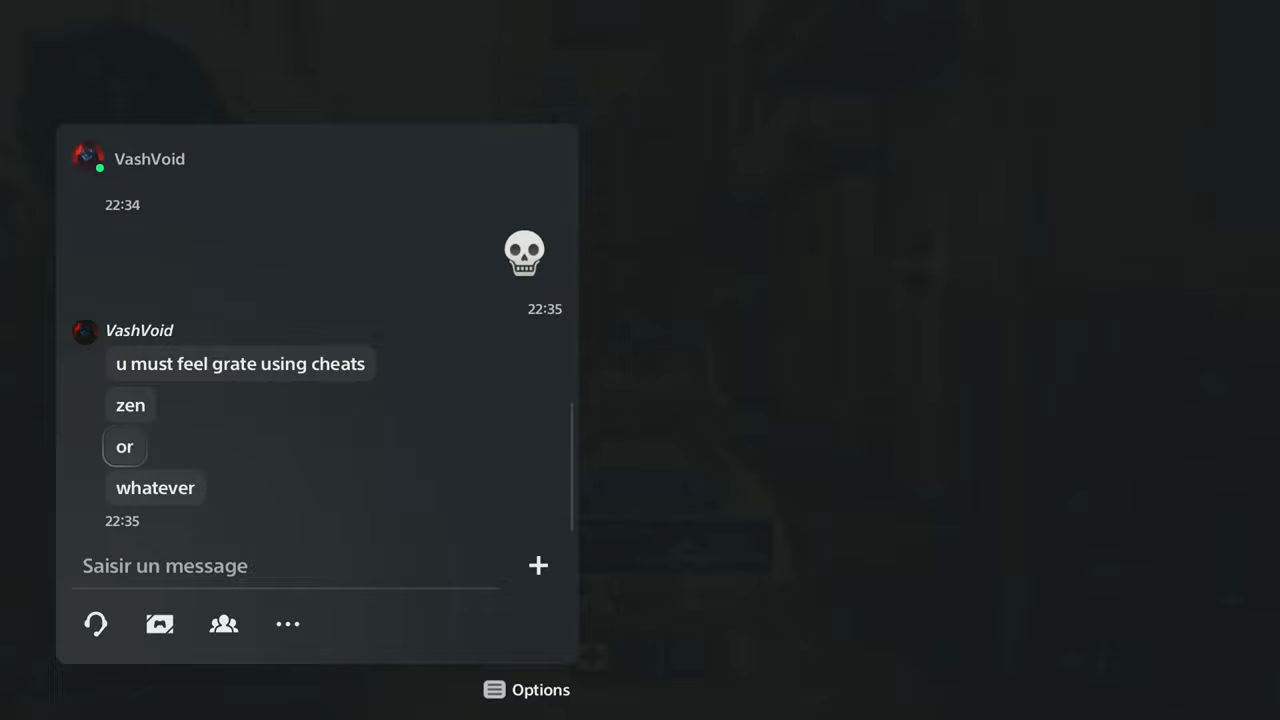 VashVoid
22:34
22:35
VashVoid
u must feel grate using cheats
zen
or
whatever
22:35
Saisir un message
Options